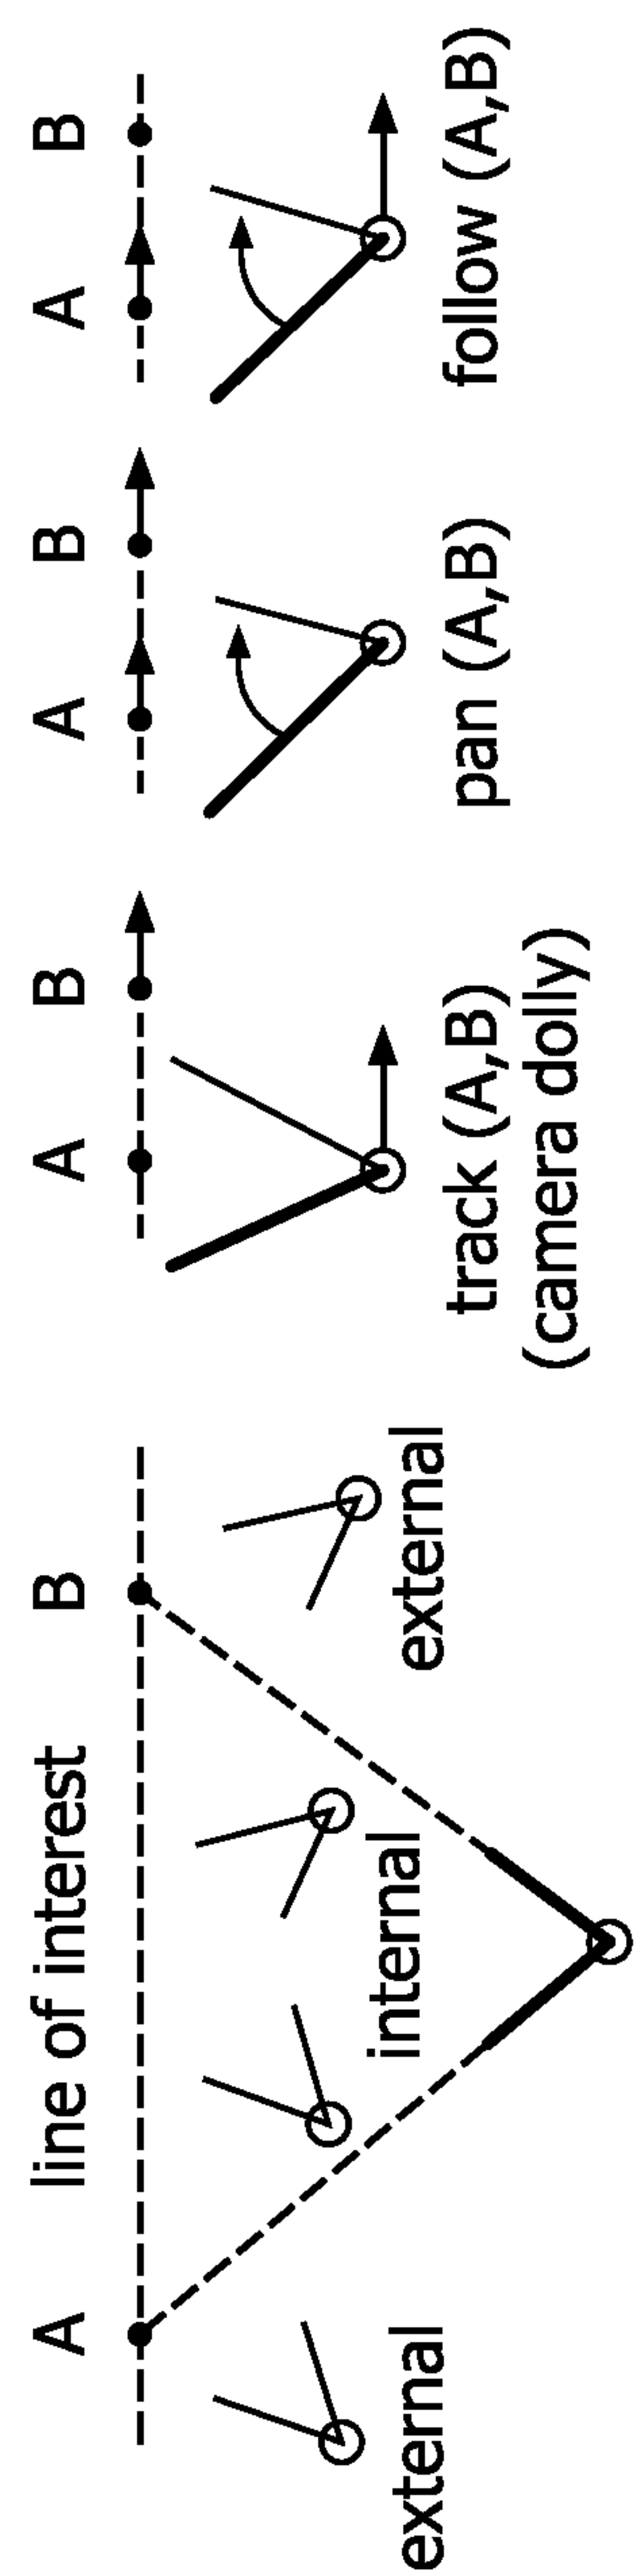 A line of interest B
external internal external
A B
track (A,B)
(camera dolly)
A B
pan (A,B)
A B
follow (A,B)